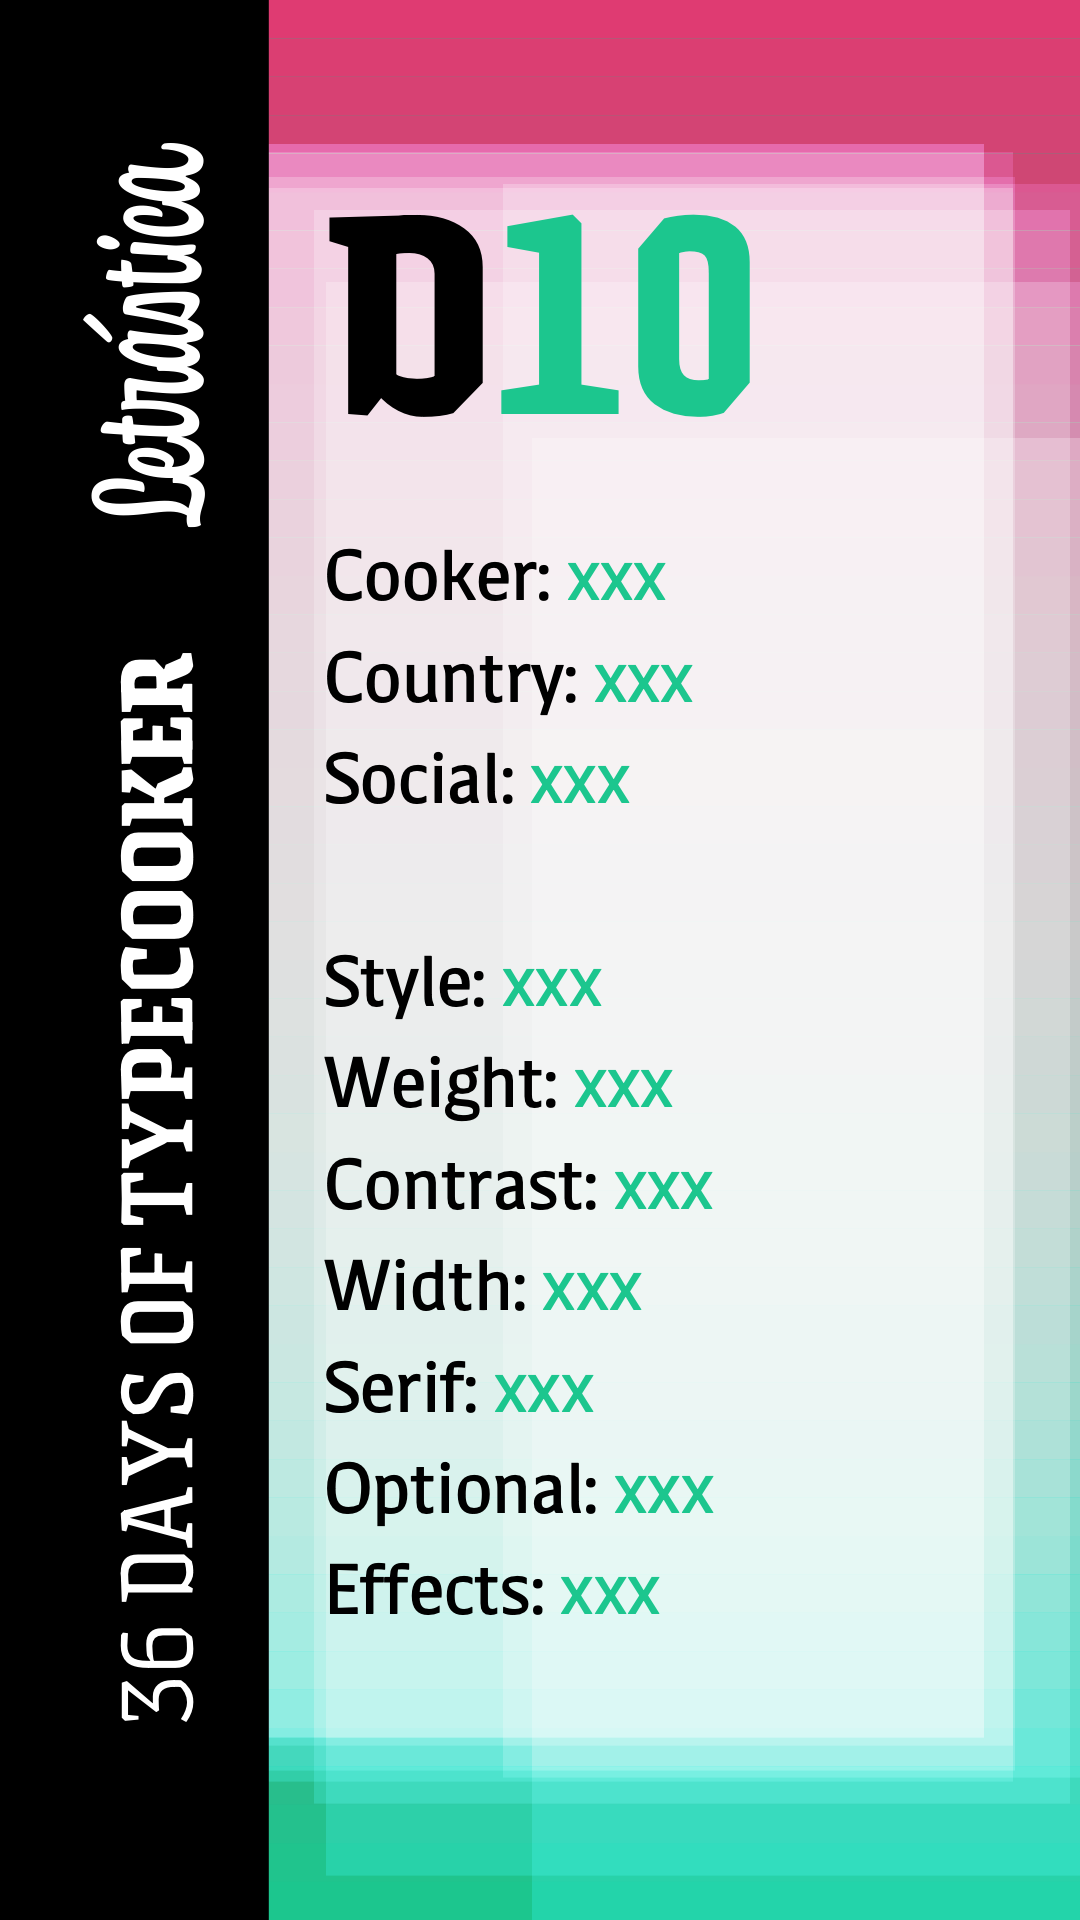 Letrástica
36 DAYS OF TYPECOOKER
D10
Cooker: xxx
Country: xxx
Social: xxx
Style: xxx
Weight: xxx
Contrast: xxx
Width: xxx
Serif: xxx
Optional: xxx
Effects: xxx